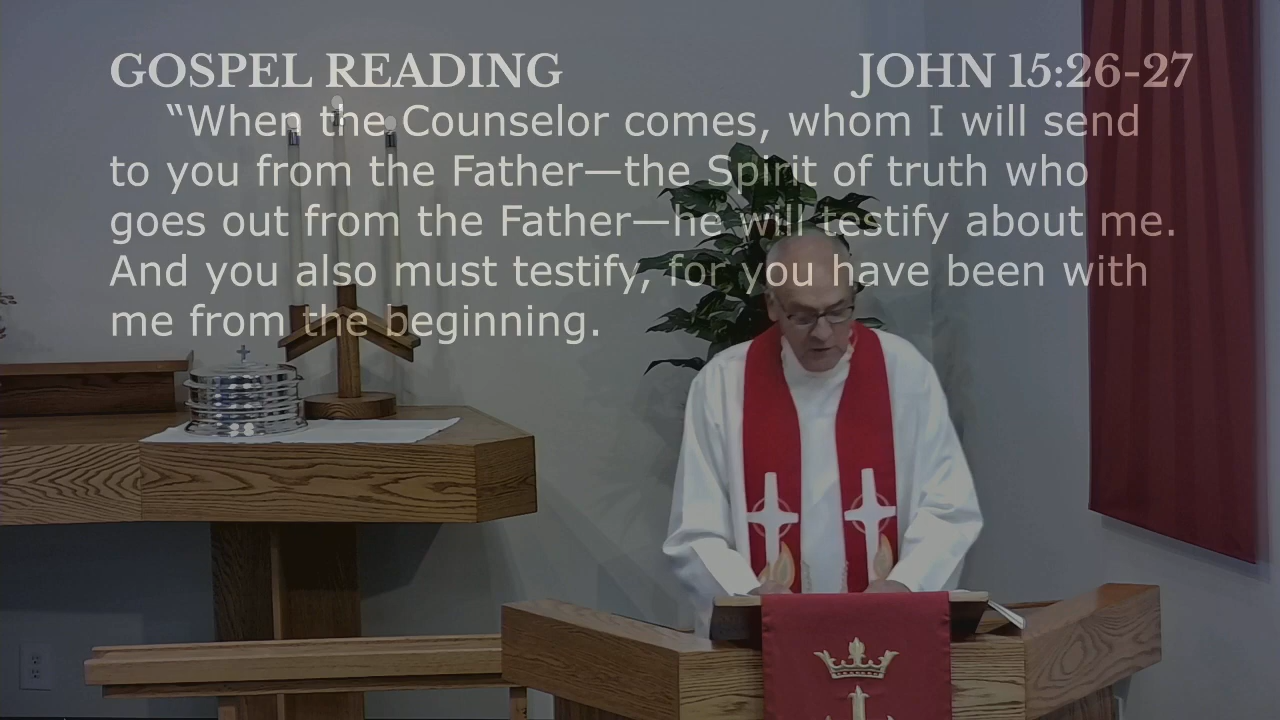 GOSPEL READING JOHN 15:26-27
“When the Counselor comes, whom I will send
to you from the Father—the Spirit of truth who
goes out from the Father—he will testify about me.
And you also must testify, for you have been with
me from the beginning.